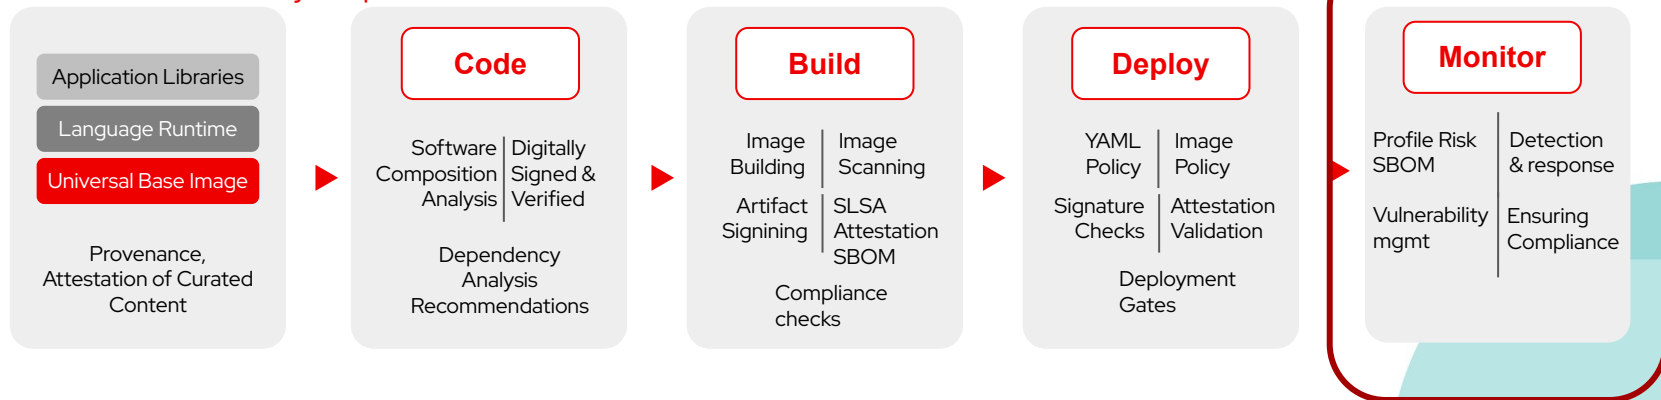 Application Libraries
Language Runtime
Universal Base Image
Provenance,
Attestation of Curated
Content
Code
Software
Composition
Analysis
Digitally
Signed &
Verified
Dependency
Analysis
Recommendations
Build
Image
Building
Image
Scanning
Artifact
Signining
SLSA
Attestation
SBOM
Compliance
checks
Deploy
YAML
Policy
Image
Policy
Signature
Checks
Attestation
Validation
Deployment
Gates
Monitor
Profile Risk
SBOM
Detection
& response
Vulnerability
mgmt
Ensuring
Compliance